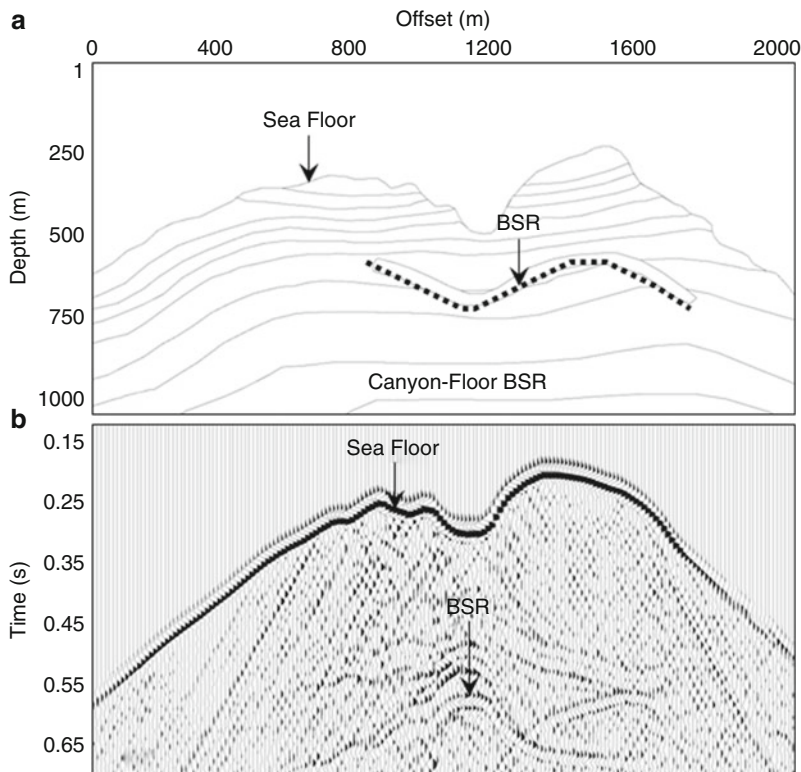 a
Offset (m)
0 400 800 1200 1600 2000
1
Sea Floor
250
BSR
500
Depth (m)
750
Canyon-Floor BSR
1000
b
0.15
Sea Floor
0.25
0.35
Time (s)
BSR
0.45
0.55
0.65